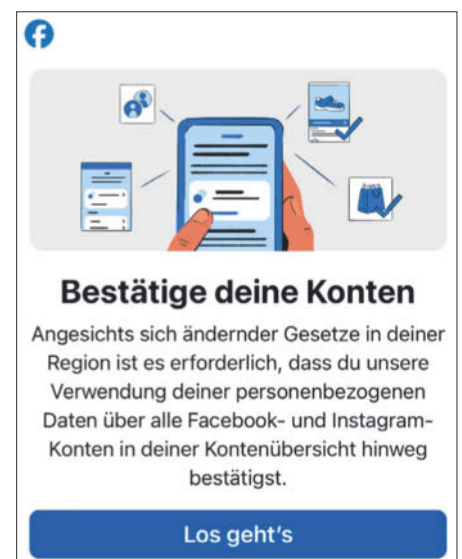 Bestätige deine Konten
Angesichts sich ändernder Gesetze in deiner
Region ist es erforderlich, dass du unsere
Verwendung deiner personenbezogenen
Daten über alle Facebook- und Instagram-
Konten in deiner Kontenübersicht hinweg
bestätigst.
Los geht's